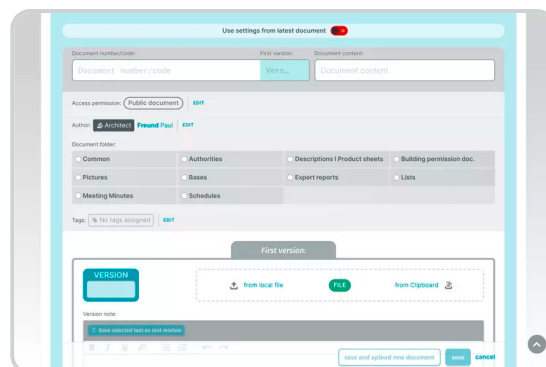 Use settings from latest document
Document number/code: First version: Document content:
Document number/code Vers... Document content
Access permission: Public document EDIT
Author: Architect Freund Paul EDIT
Document folder:
Common Authorities Descriptions I Product sheets Building permission doc.
Pictures Bases Expert reports Lists
Meeting Minutes Schedules
Tags: No tags assigned EDIT
First version:
VERSION
from local file FILE from Clipboard
Version note:
T Save selected text as text module
B I U
save and upload new document save cancel